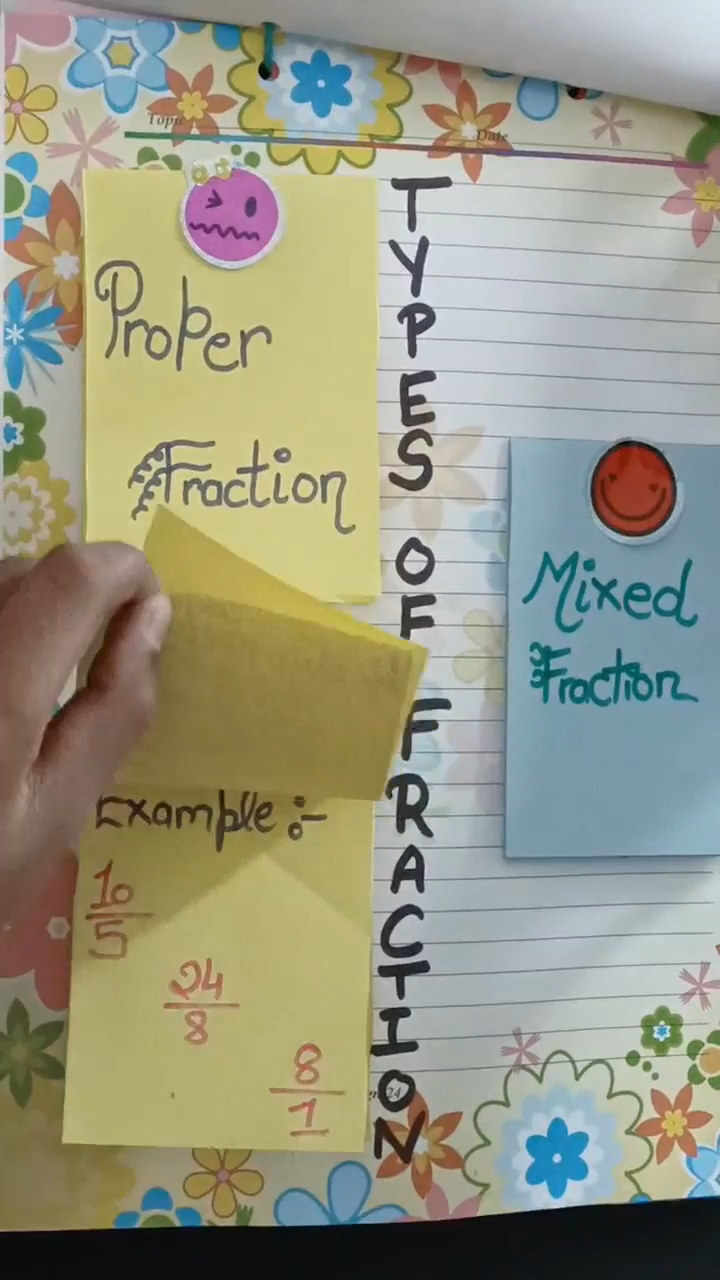 Topic
Date
Proper
Fraction
TYPES OF FRACTION
Mixed
Fraction
Example :-
16/5
24/8
8/1